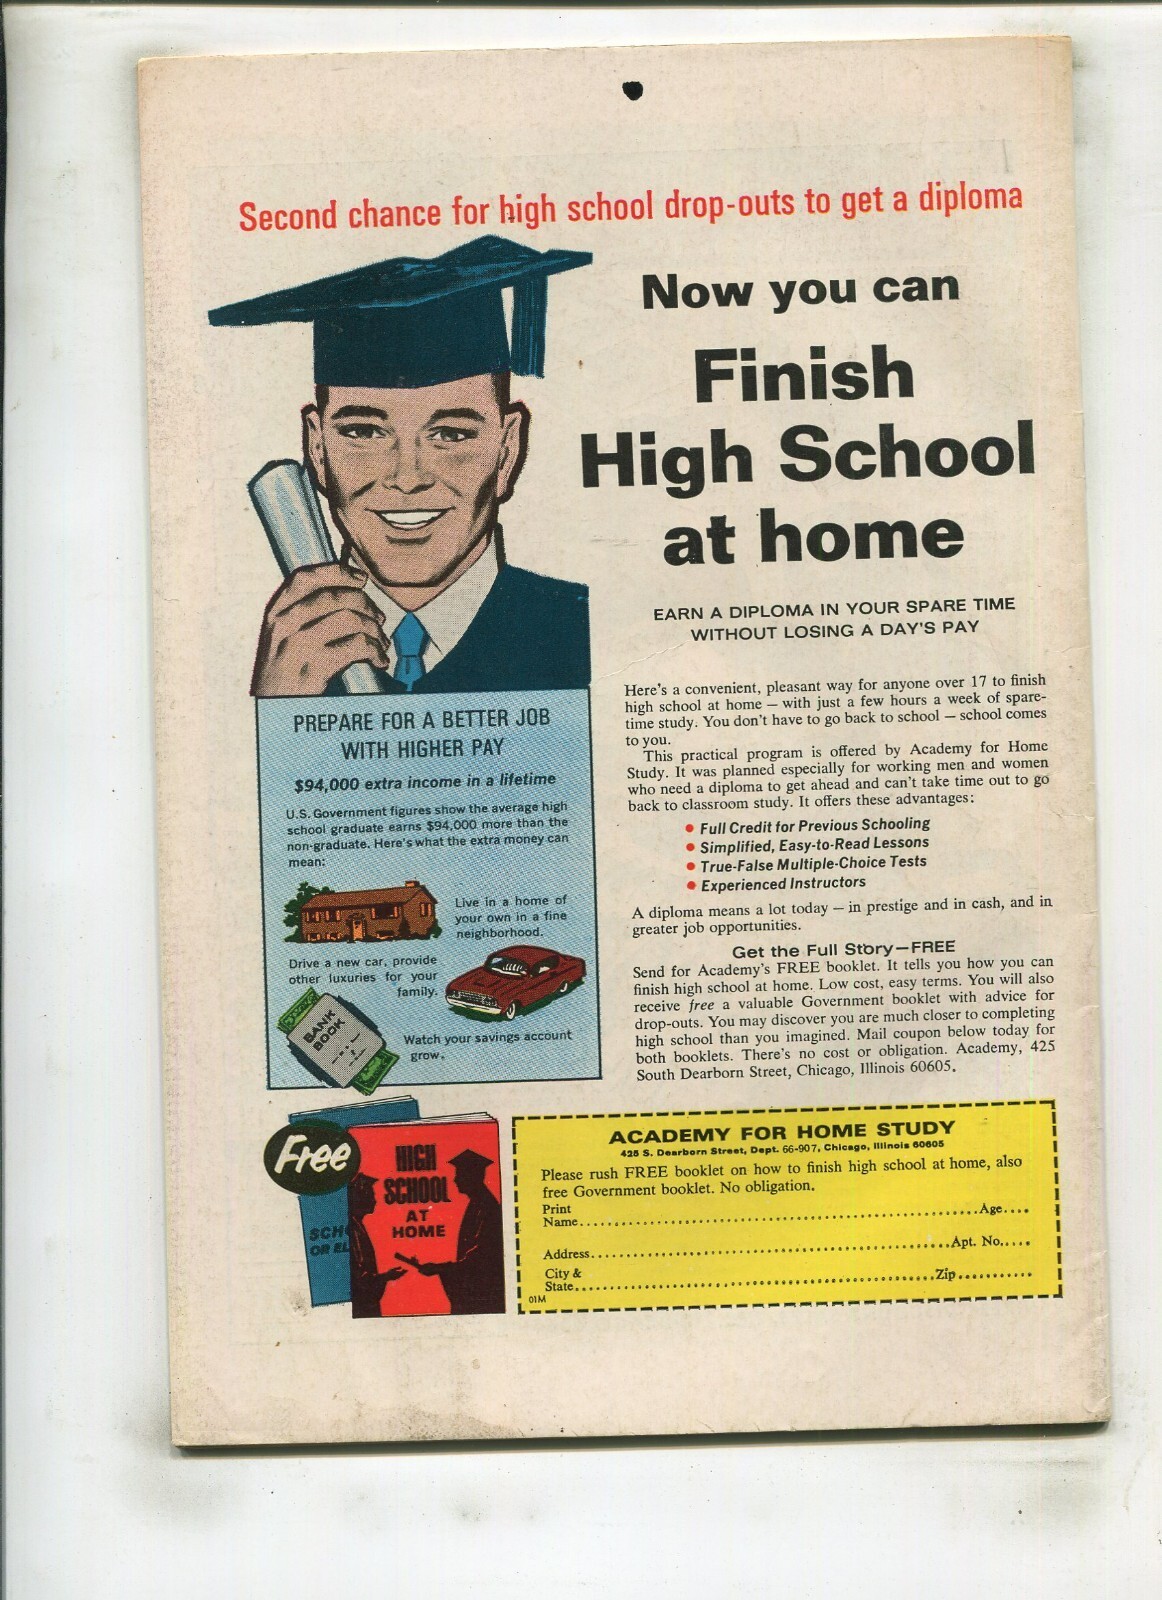 Second chance for high school drop-outs to get a diploma
Now you can
Finish
High School
at home
EARN A DIPLOMA IN YOUR SPARE TIME
WITHOUT LOSING A DAY'S PAY
Here's a convenient, pleasant way for anyone over 17 to finish
high school at home — with just a few hours a week of spare-
time study. You don't have to go back to school — school comes
to you.
This practical program is offered by Academy for Home
Study. It was planned especially for working men and women
who need a diploma to get ahead and can't take time out to go
back to classroom study. It offers these advantages:
• Full Credit for Previous Schooling
• Simplified, Easy-to-Read Lessons
• True-False Multiple-Choice Tests
• Experienced Instructors
A diploma means a lot today — in prestige and in cash, and in
greater job opportunities.
Get the Full Story—FREE
Send for Academy's FREE booklet. It tells you how you can
finish high school at home. Low cost, easy terms. You will also
receive free a valuable Government booklet with advice for
drop-outs. You may discover you are much closer to completing
high school than you imagined. Mail coupon below today for
both booklets. There's no cost or obligation. Academy, 425
South Dearborn Street, Chicago, Illinois 60605.
PREPARE FOR A BETTER JOB
WITH HIGHER PAY
$94,000 extra income in a lifetime
U.S. Government figures show the average high
school graduate earns $94,000 more than the
non-graduate. Here's what the extra money can
mean:
Live in a home of
your own in a fine
neighborhood.
Drive a new car, provide
other luxuries for your
family.
BANK
BOOK
Watch your savings account
grow.
Free
SCHO
OR EL
HIGH
SCHOOL
AT
HOME
ACADEMY FOR HOME STUDY
425 S. Dearborn Street, Dept. 66-907, Chicago, Illinois 60605
Please rush FREE booklet on how to finish high school at home, also
free Government booklet. No obligation.
Print
Name.......... Age....
Address.......... Apt. No.....
City &
State.......... Zip..........
01M